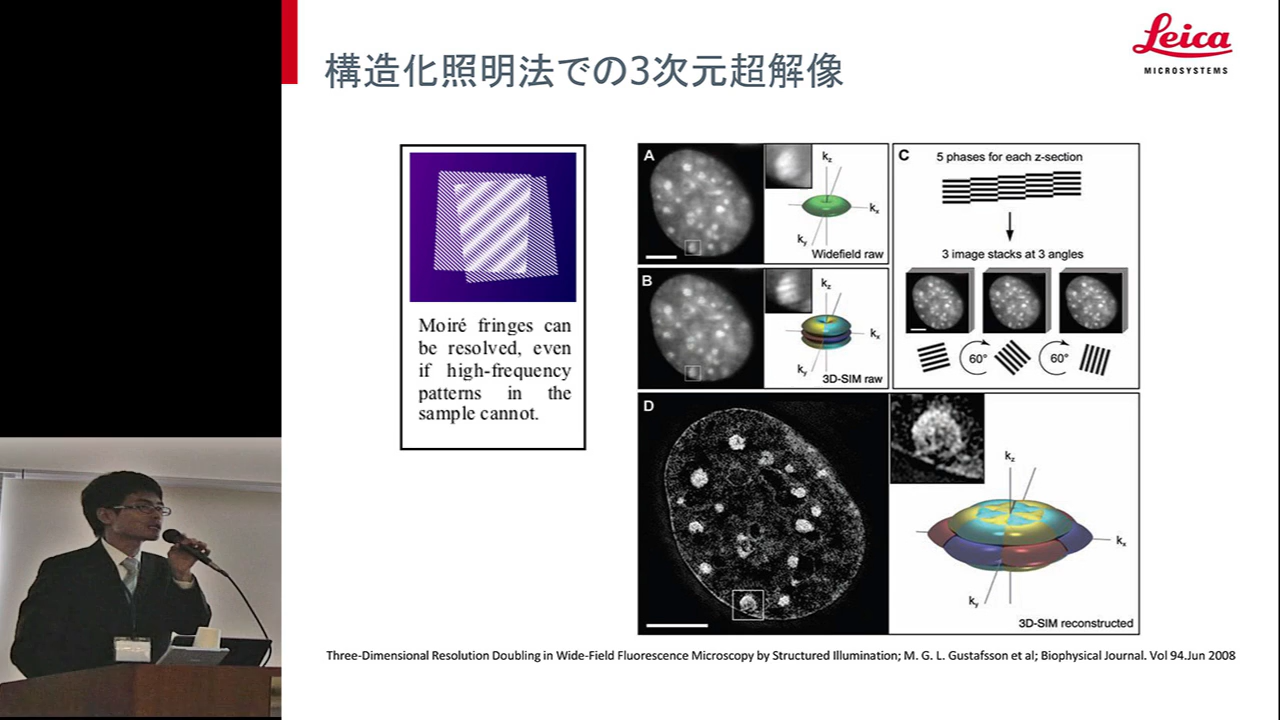 構造化照明法での3次元超解像
Leica
MICROSYSTEMS
Moiré fringes can
be resolved, even
if high-frequency
patterns in the
sample cannot.
A
kz
kx
ky
Widefield raw
B
kz
kx
ky
3D-SIM raw
C
5 phases for each z-section
3 image stacks at 3 angles
60°
60°
D
kz
kx
ky
3D-SIM reconstructed
Three-Dimensional Resolution Doubling in Wide-Field Fluorescence Microscopy by Structured Illumination; M. G. L. Gustafsson et al; Biophysical Journal. Vol 94.Jun 2008